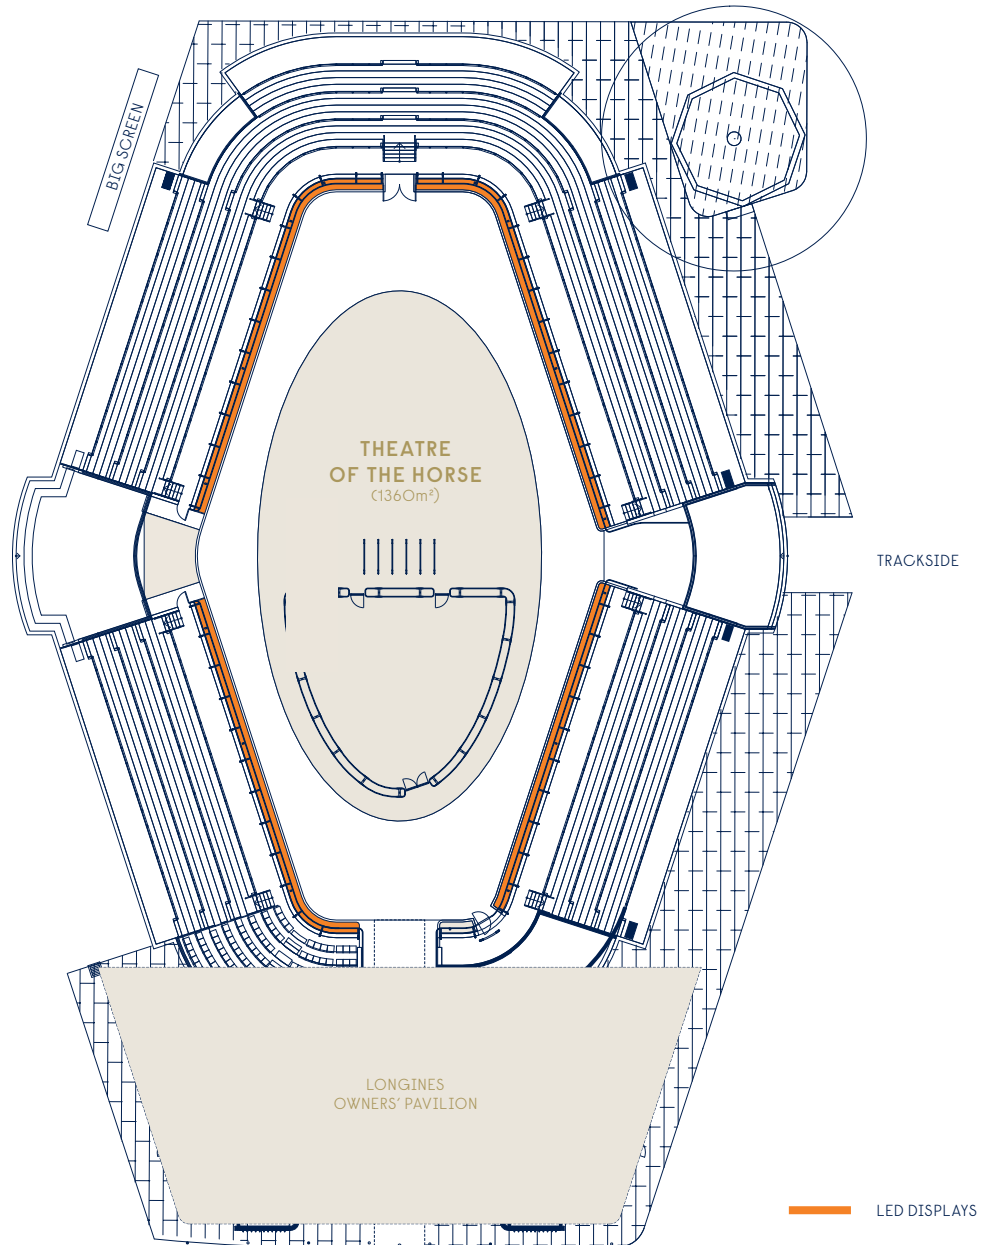 BIG SCREEN
THEATRE
OF THE HORSE
(1360m²)
TRACKSIDE
LONGINES
OWNERS' PAVILION
LED DISPLAYS